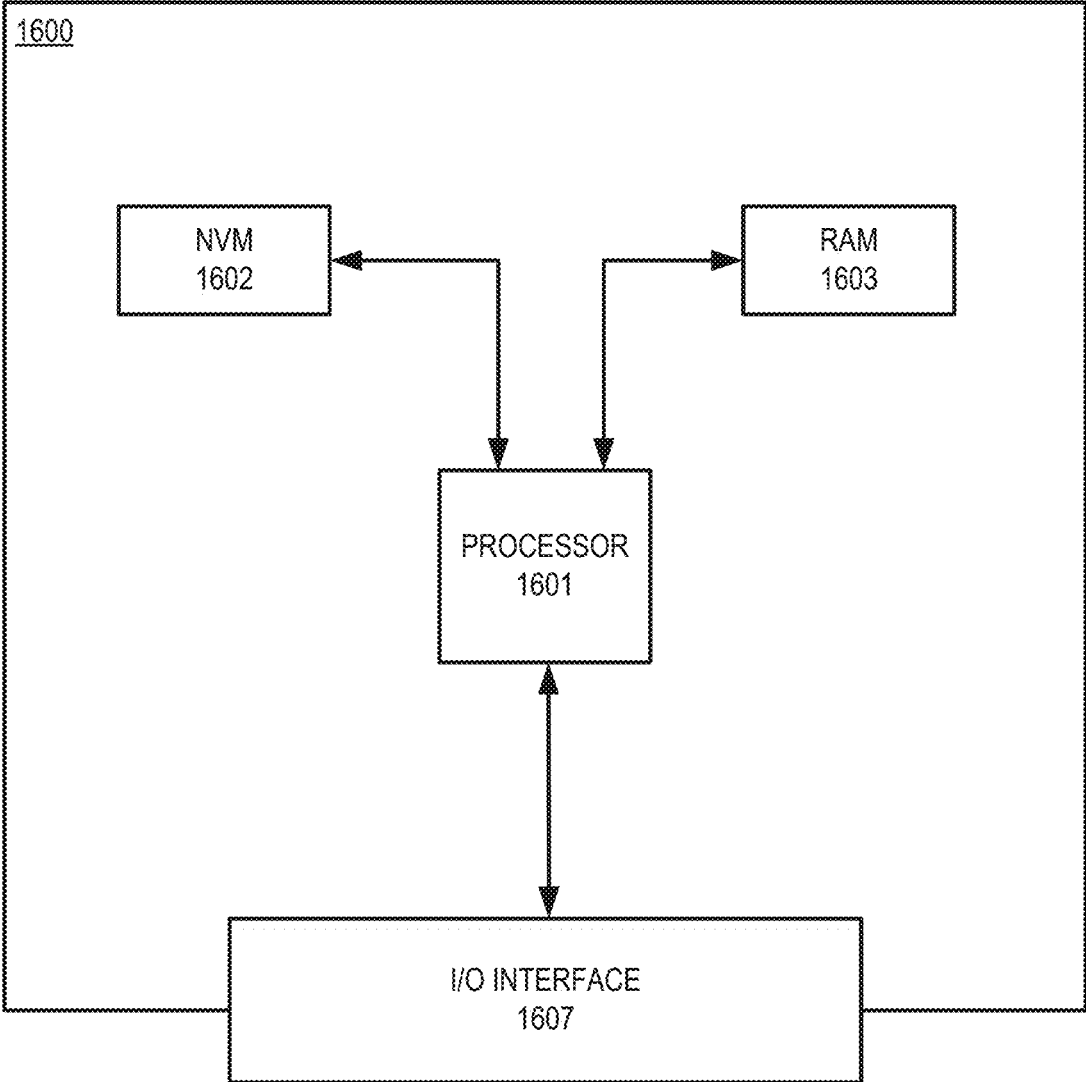 1600
NVM
1602
RAM
1603
PROCESSOR
1601
I/O INTERFACE
1607